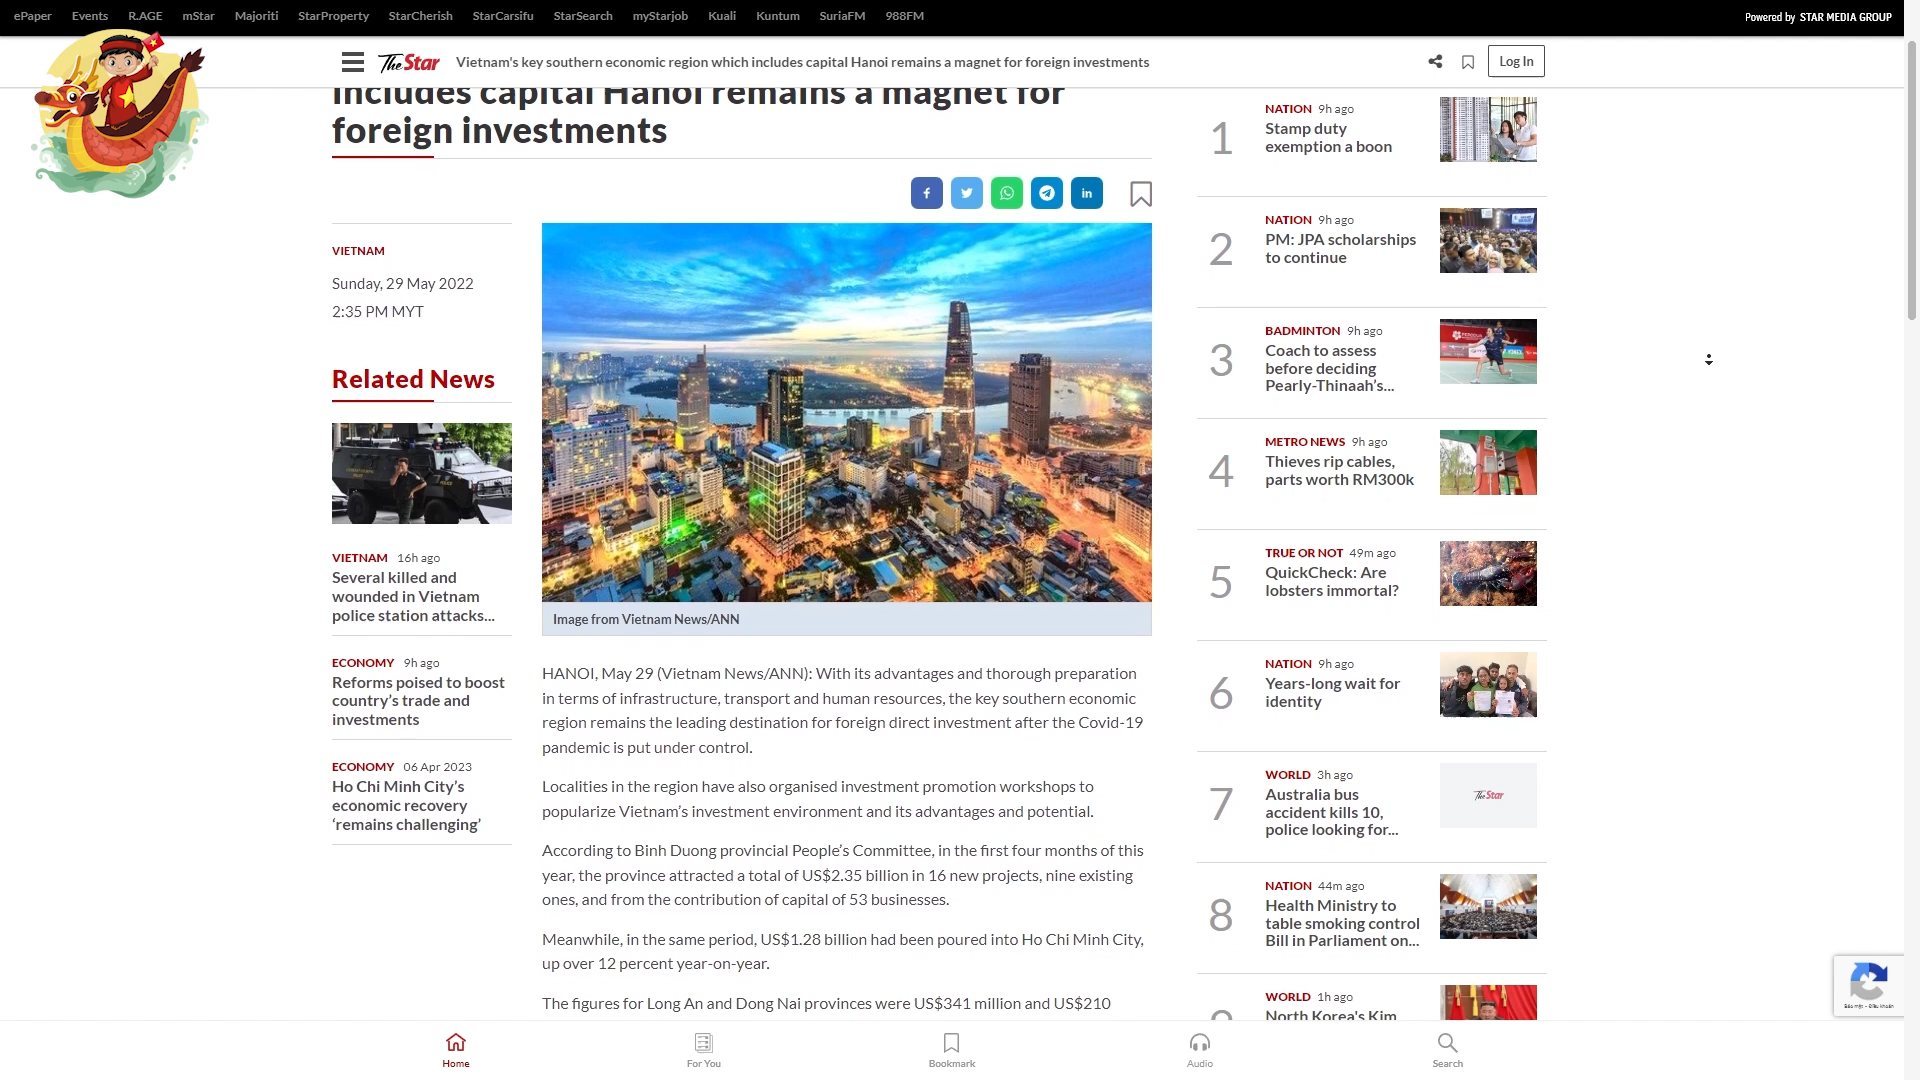 ePaper Events R.AGE mStar Majoriti StarProperty StarCherish StarCarsifu StarSearch myStarjob Kuali Kuntum SuriaFM 988FM
Powered by STAR MEDIA GROUP
The Star
Vietnam's key southern economic region which includes capital Hanoi remains a magnet for foreign investments
Log In
includes capital Hanoi remains a magnet for
foreign investments
VIETNAM
Sunday, 29 May 2022
2:35 PM MYT
Related News
VIETNAM 16h ago
Several killed and
wounded in Vietnam
police station attacks...
ECONOMY 9h ago
Reforms poised to boost
country’s trade and
investments
ECONOMY 06 Apr 2023
Ho Chi Minh City’s
economic recovery
‘remains challenging’
Image from Vietnam News/ANN
HANOI, May 29 (Vietnam News/ANN): With its advantages and thorough preparation
in terms of infrastructure, transport and human resources, the key southern economic
region remains the leading destination for foreign direct investment after the Covid-19
pandemic is put under control.
Localities in the region have also organised investment promotion workshops to
popularize Vietnam’s investment environment and its advantages and potential.
According to Binh Duong provincial People’s Committee, in the first four months of this
year, the province attracted a total of US$2.35 billion in 16 new projects, nine existing
ones, and from the contribution of capital of 53 businesses.
Meanwhile, in the same period, US$1.28 billion had been poured into Ho Chi Minh City,
up over 12 percent year-on-year.
The figures for Long An and Dong Nai provinces were US$341 million and US$210
1
NATION 9h ago
Stamp duty
exemption a boon
2
NATION 9h ago
PM: JPA scholarships
to continue
3
BADMINTON 9h ago
Coach to assess
before deciding
Pearly-Thinaah’s...
4
METRO NEWS 9h ago
Thieves rip cables,
parts worth RM300k
5
TRUE OR NOT 49m ago
QuickCheck: Are
lobsters immortal?
6
NATION 9h ago
Years-long wait for
identity
7
WORLD 3h ago
Australia bus
accident kills 10,
police looking for...
The Star
8
NATION 44m ago
Health Ministry to
table smoking control
Bill in Parliament on...
9
WORLD 1h ago
North Korea's Kim
Bảo mật - Điều khoản
Home For You Bookmark Audio Search